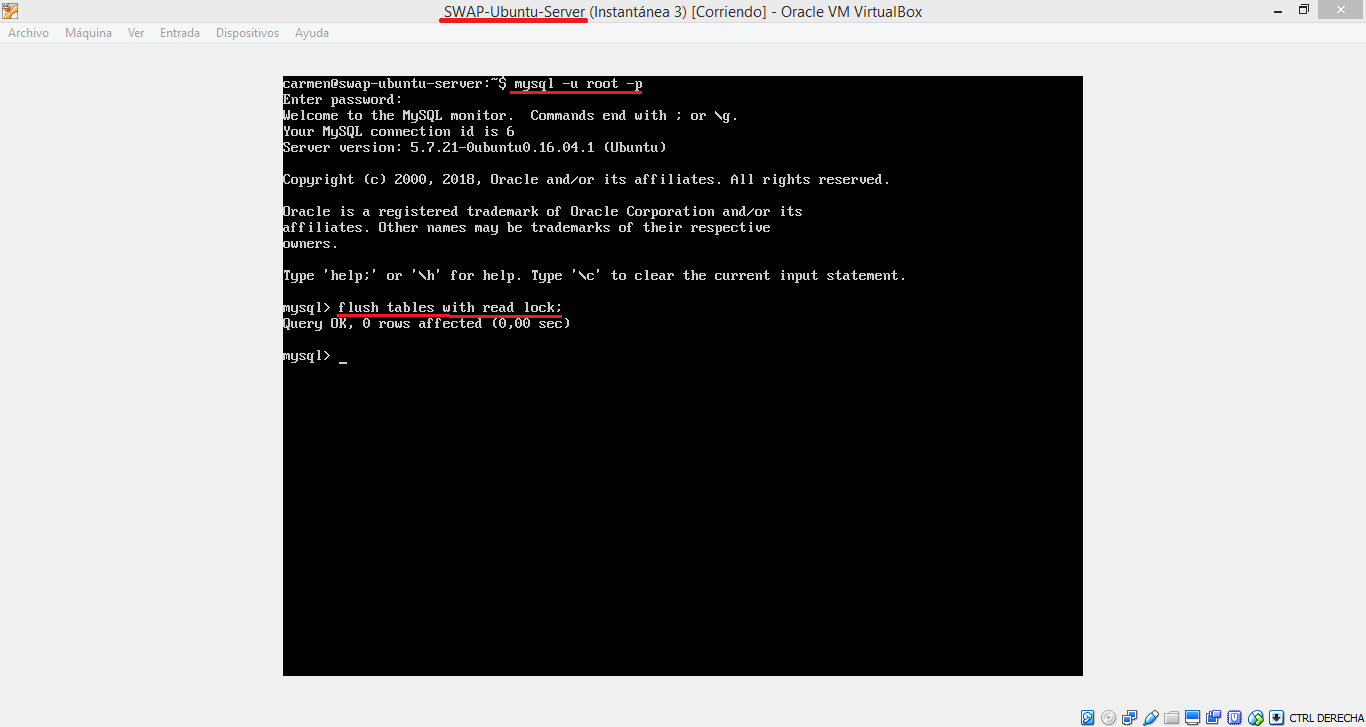 SWAP-Ubuntu-Server (Instantánea 3) [Corriendo] - Oracle VM VirtualBox
Archivo Máquina Ver Entrada Dispositivos Ayuda
carmen@swap-ubuntu-server:~$ mysql -u root -p
Enter password:
Welcome to the MySQL monitor.  Commands end with ; or \g.
Your MySQL connection id is 6
Server version: 5.7.21-0ubuntu0.16.04.1 (Ubuntu)
Copyright (c) 2000, 2018, Oracle and/or its affiliates. All rights reserved.
Oracle is a registered trademark of Oracle Corporation and/or its
affiliates. Other names may be trademarks of their respective
owners.
Type 'help;' or '\h' for help. Type '\c' to clear the current input statement.
mysql> flush tables with read lock;
Query OK, 0 rows affected (0,00 sec)
mysql> _
CTRL DERECHA